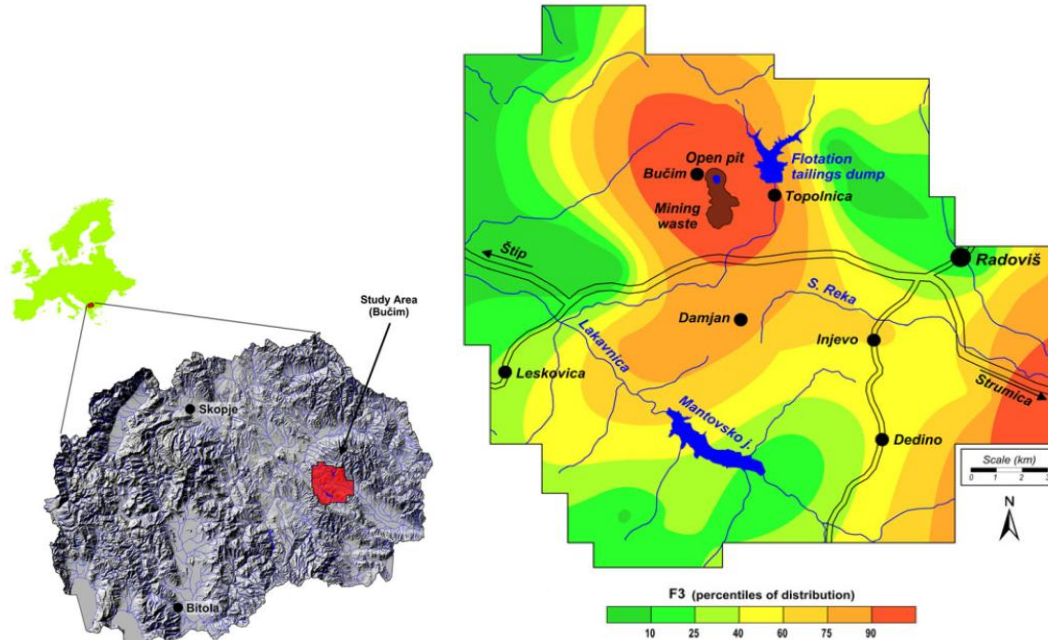 Study Area
(Bučim)
Skopje
Bitola
Open pit
Bučim
Flotation
tailings dump
Mining
waste
Topolnica
Štip
Radoviš
S. Reka
Damjan
Lakavnica
Injevo
Leskovica
Strumica
Mantovsko j.
Dedino
Scale (km)
0 1 2 3
N
F3 (percentiles of distribution)
10 25 40 60 75 90